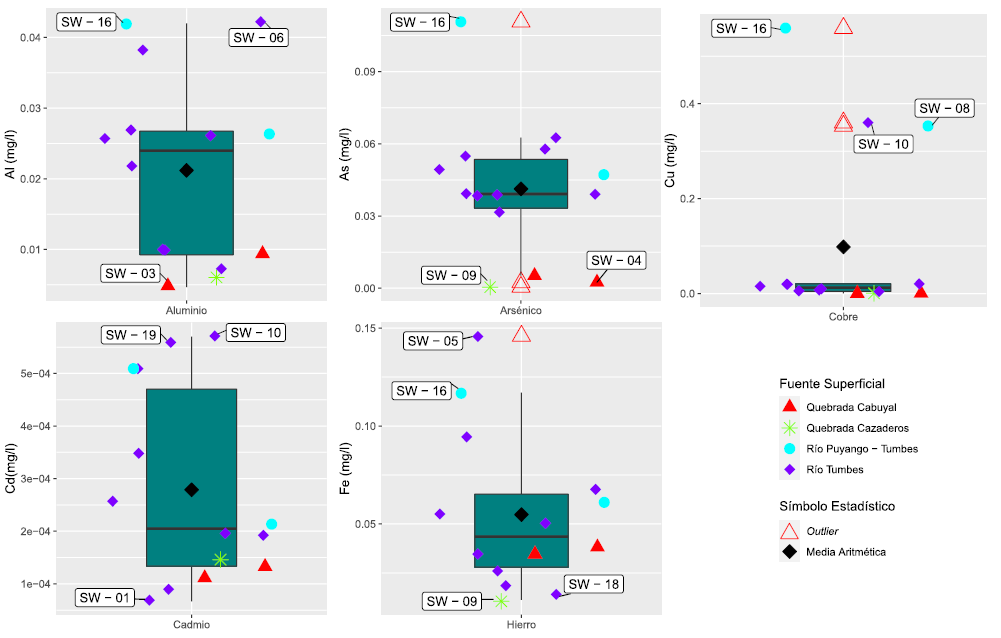 SW − 16
SW − 06
SW − 03
0.04
0.03
0.02
0.01
Al (mg/l)
Aluminio
SW − 16
SW − 09
SW − 04
0.09
0.06
0.03
0.00
As (mg/l)
Arsénico
SW − 16
SW − 08
SW − 10
0.4
0.2
0.0
Cu (mg/l)
Cobre
SW − 19
SW − 10
SW − 01
5e−04
4e−04
3e−04
2e−04
1e−04
Cd(mg/l)
Cadmio
SW − 05
SW − 16
SW − 09
SW − 18
0.15
0.10
0.05
Fe (mg/l)
Hierro
Fuente Superficial
Quebrada Cabuyal
Quebrada Cazaderos
Río Puyango − Tumbes
Río Tumbes
Símbolo Estadístico
Outlier
Media Aritmética